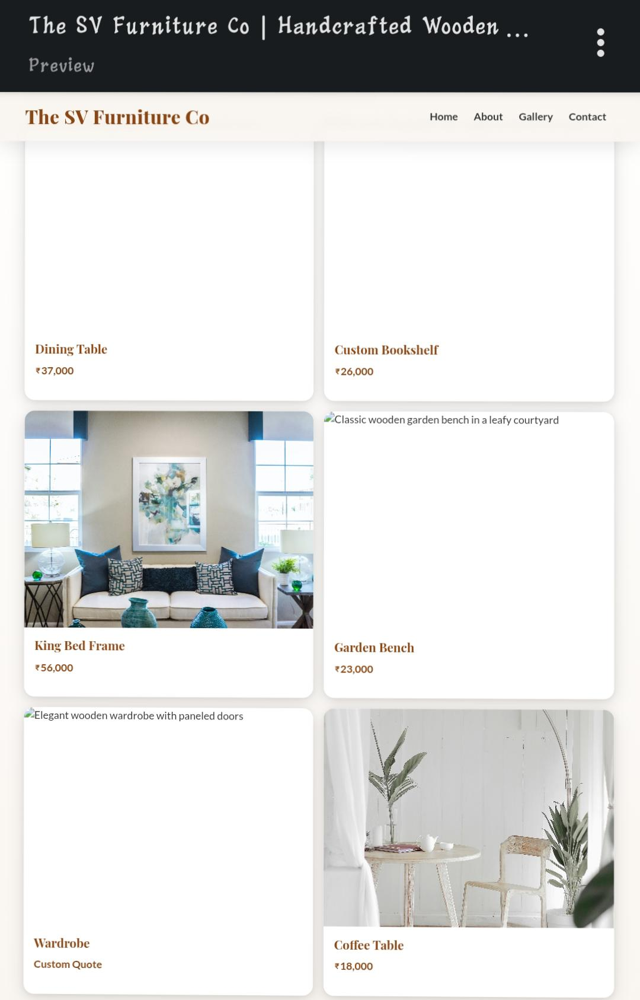 The SV Furniture Co | Handcrafted Wooden ...
Preview
The SV Furniture Co
Home About Gallery Contact
Dining Table
₹37,000
Custom Bookshelf
₹26,000
King Bed Frame
₹56,000
Classic wooden garden bench in a leafy courtyard
Garden Bench
₹23,000
Elegant wooden wardrobe with paneled doors
Wardrobe
Custom Quote
Coffee Table
₹18,000